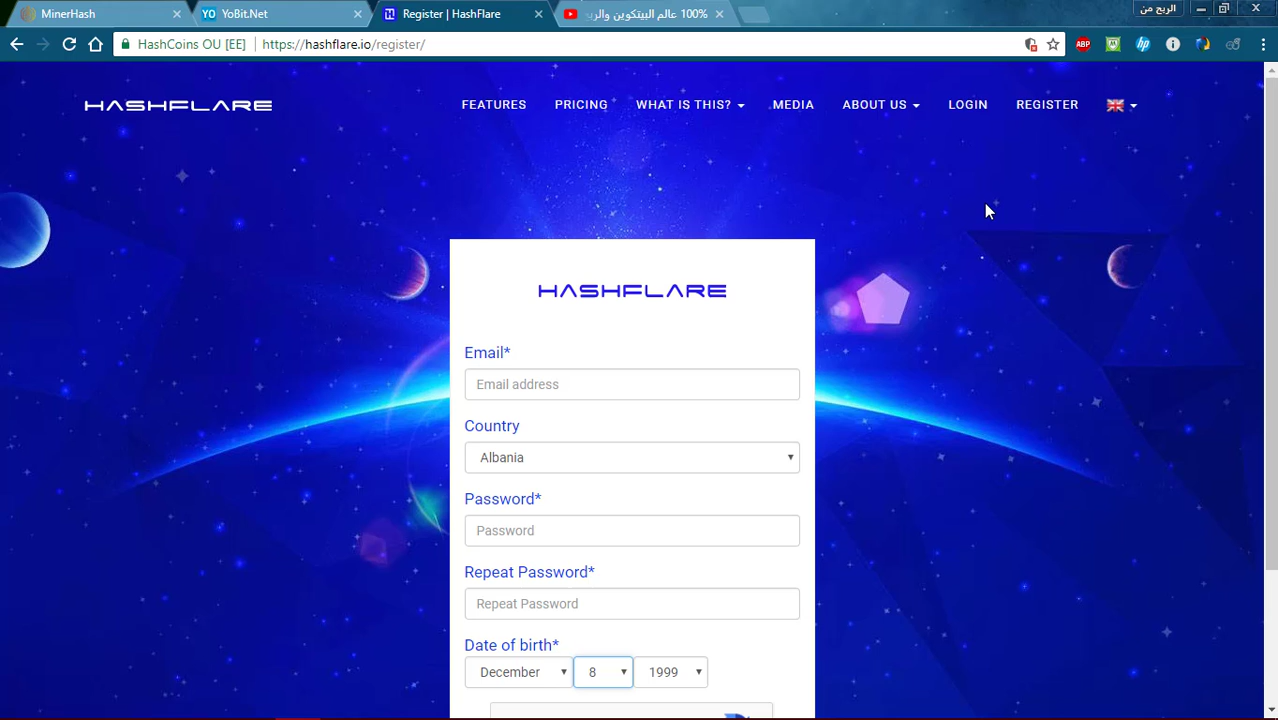 MinerHash
YoBit.Net
Register | HashFlare
100% عالم البيتكوين والربح
الربح من
HashCoins OU [EE]
https://hashflare.io/register/
ABP
HASHFLARE
FEATURES
PRICING
WHAT IS THIS?
MEDIA
ABOUT US
LOGIN
REGISTER
HASHFLARE
Email*
Email address
Country
Albania
Password*
Password
Repeat Password*
Repeat Password
Date of birth*
December 8 1999